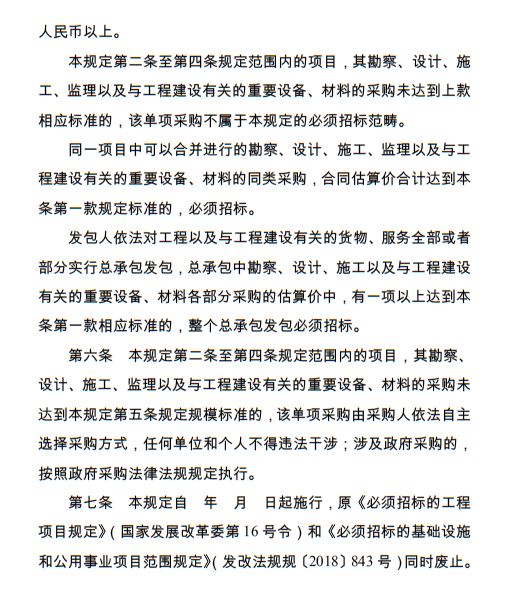 人民币以上。
本规定第二条至第四条规定范围内的项目，其勘察、设计、施
工、监理以及与工程建设有关的重要设备、材料的采购未达到上款
相应标准的，该单项采购不属于本规定的必须招标范畴。
同一项目中可以合并进行的勘察、设计、施工、监理以及与工
程建设有关的重要设备、材料的同类采购，合同估算价合计达到本
条第一款规定标准的，必须招标。
发包人依法对工程以及与工程建设有关的货物、服务全部或者
部分实行总承包发包，总承包中勘察、设计、施工以及与工程建设
有关的重要设备、材料各部分采购的估算价中，有一项以上达到本
条第一款相应标准的，整个总承包发包必须招标。
第六条　本规定第二条至第四条规定范围内的项目，其勘察、
设计、施工、监理以及与工程建设有关的重要设备、材料的采购未
达到本规定第五条规定规模标准的，该单项采购由采购人依法自主
选择采购方式，任何单位和个人不得违法干涉；涉及政府采购的，
按照政府采购法律法规规定执行。
第七条　本规定自　年　月　日起施行，原《必须招标的工程
项目规定》（国家发展改革委第 16 号令）和《必须招标的基础设施
和公用事业项目范围规定》（发改法规规〔2018〕843 号）同时废止。